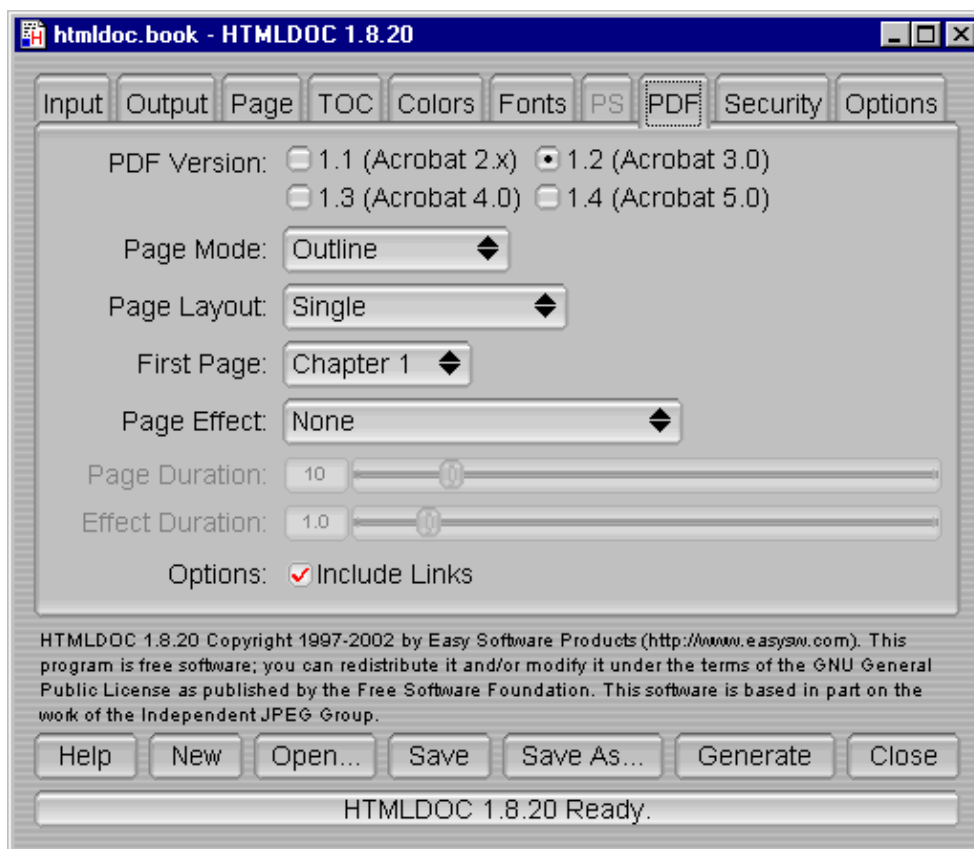 htmldoc.book - HTMLDOC 1.8.20
Input Output Page TOC Colors Fonts PS PDF Security Options
PDF Version: 1.1 (Acrobat 2.x) 1.2 (Acrobat 3.0)
1.3 (Acrobat 4.0) 1.4 (Acrobat 5.0)
Page Mode: Outline
Page Layout: Single
First Page: Chapter 1
Page Effect: None
Page Duration: 10
Effect Duration: 1.0
Options: Include Links
HTMLDOC 1.8.20 Copyright 1997-2002 by Easy Software Products (http://www.easysw.com). This
program is free software; you can redistribute it and/or modify it under the terms of the GNU General
Public License as published by the Free Software Foundation. This software is based in part on the
work of the Independent JPEG Group.
Help New Open... Save Save As... Generate Close
HTMLDOC 1.8.20 Ready.